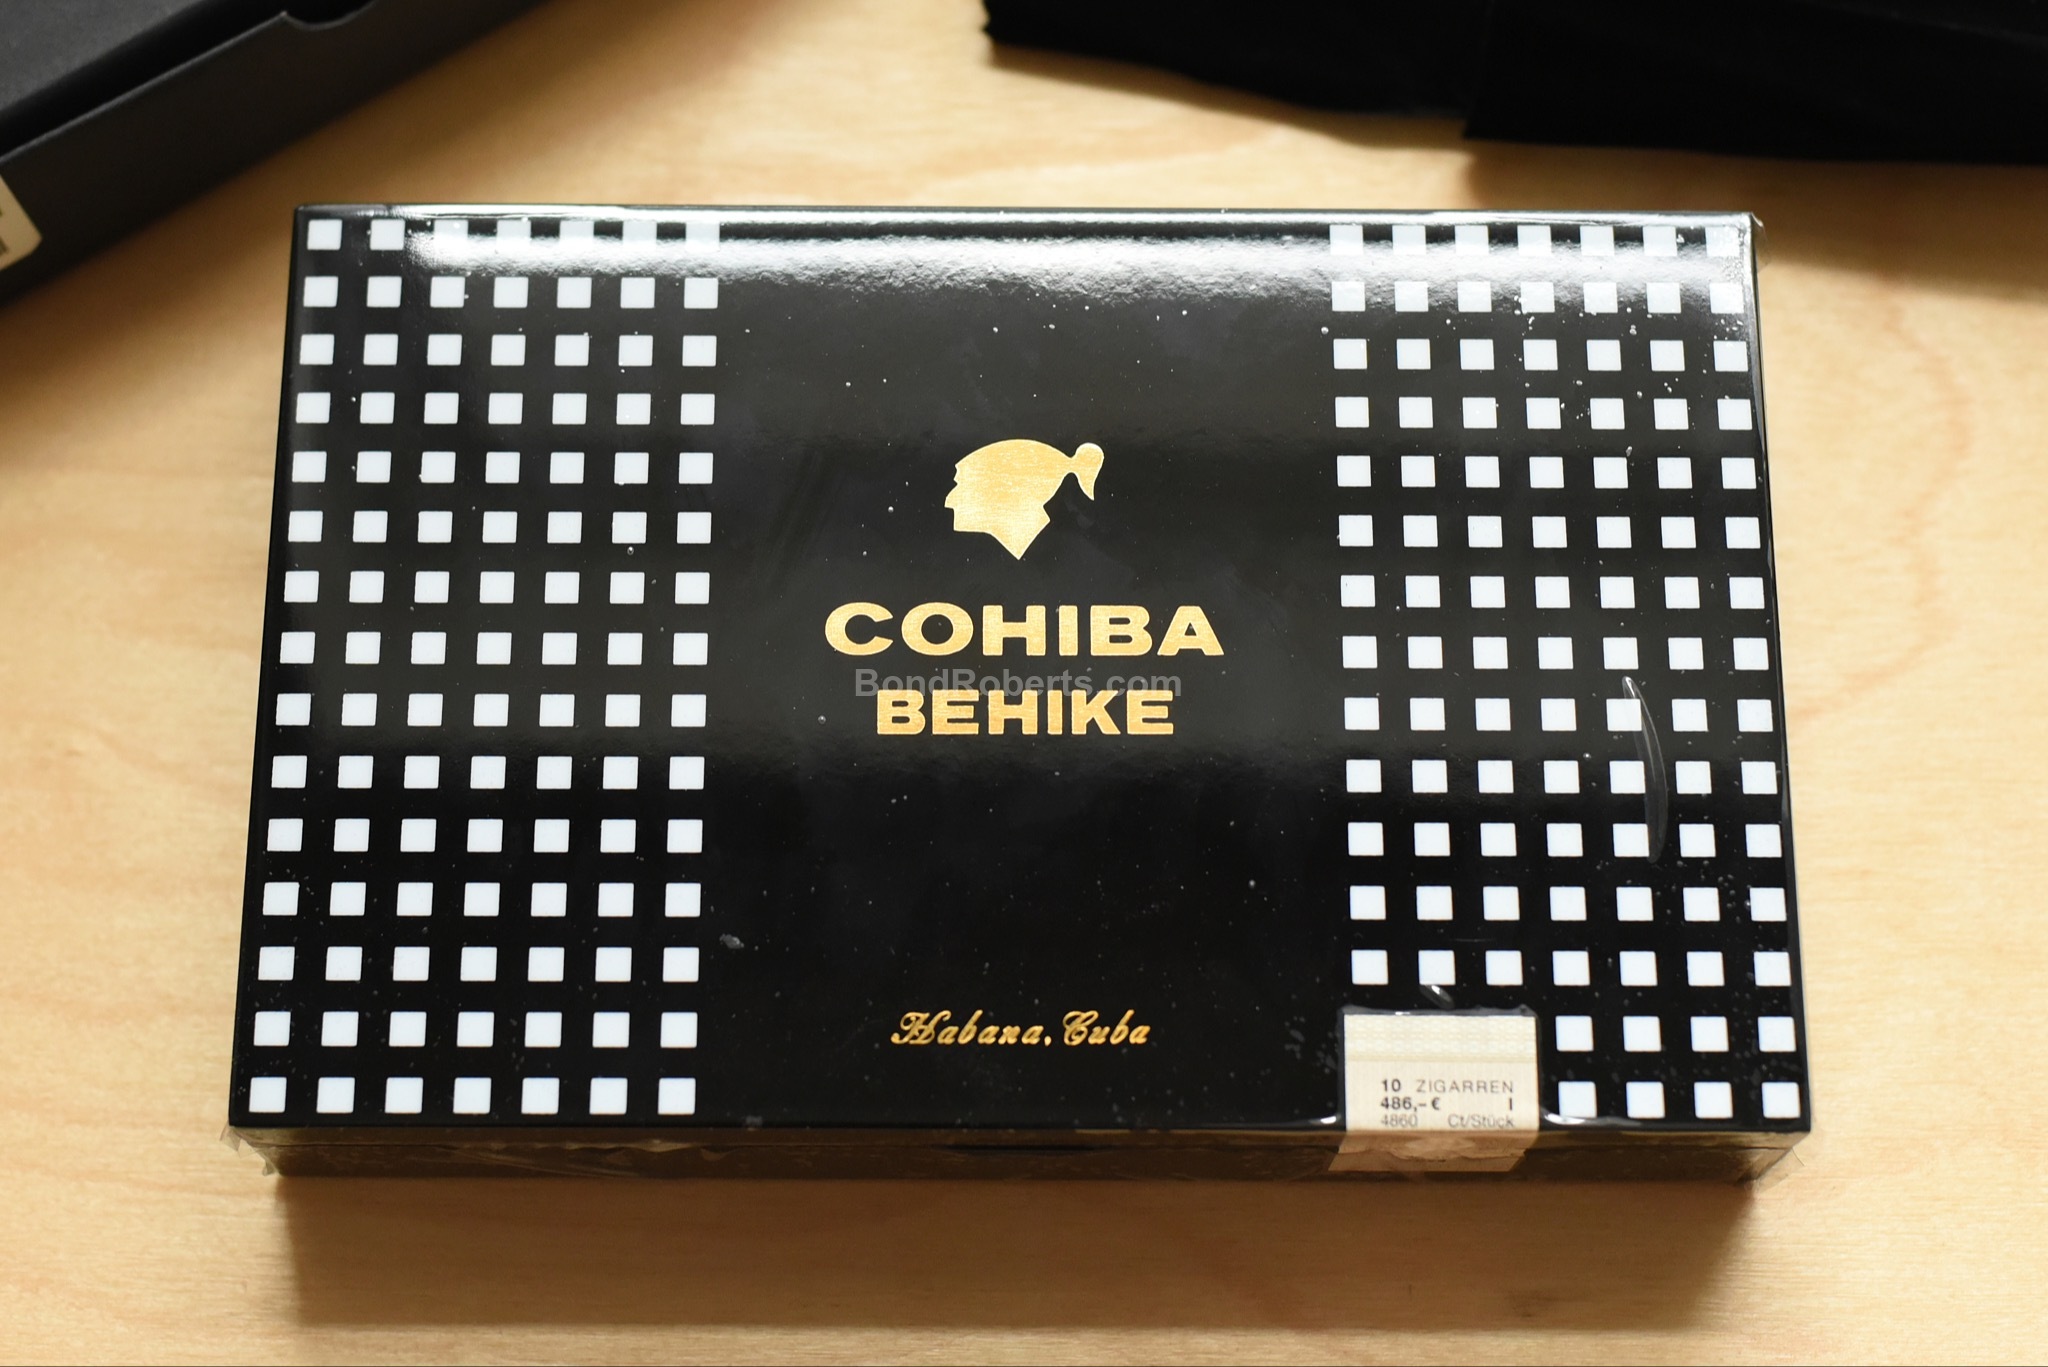 COHIBA
BondRoberts.com
BEHIKE
Habana, Cuba
10 ZIGARREN
486,-€ I
4860 Ct/Stück